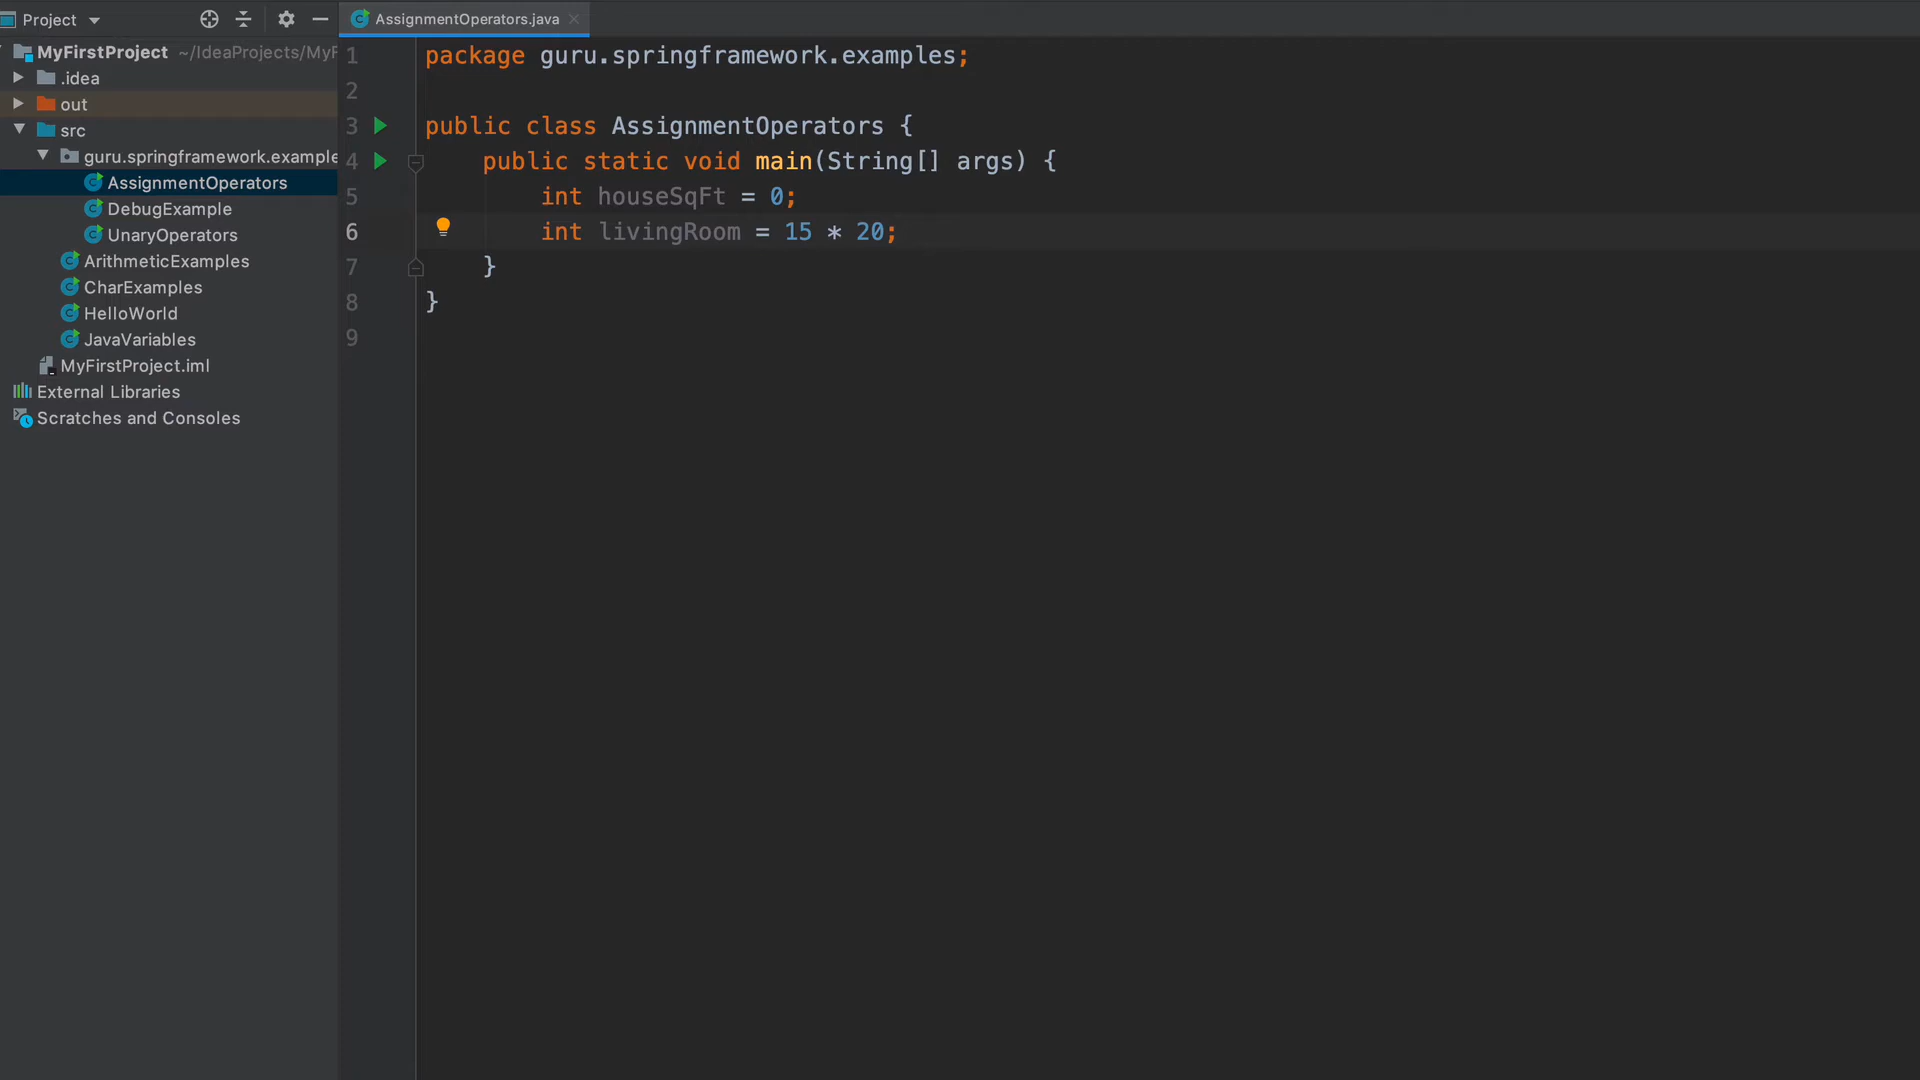 Project
MyFirstProject ~/IdeaProjects/MyF
.idea
out
src
guru.springframework.example
AssignmentOperators
DebugExample
UnaryOperators
ArithmeticExamples
CharExamples
HelloWorld
JavaVariables
MyFirstProject.iml
External Libraries
Scratches and Consoles
AssignmentOperators.java
1 package guru.springframework.examples;
2
3 public class AssignmentOperators {
4 public static void main(String[] args) {
5 int houseSqFt = 0;
6 int livingRoom = 15 * 20;
7 }
8 }
9